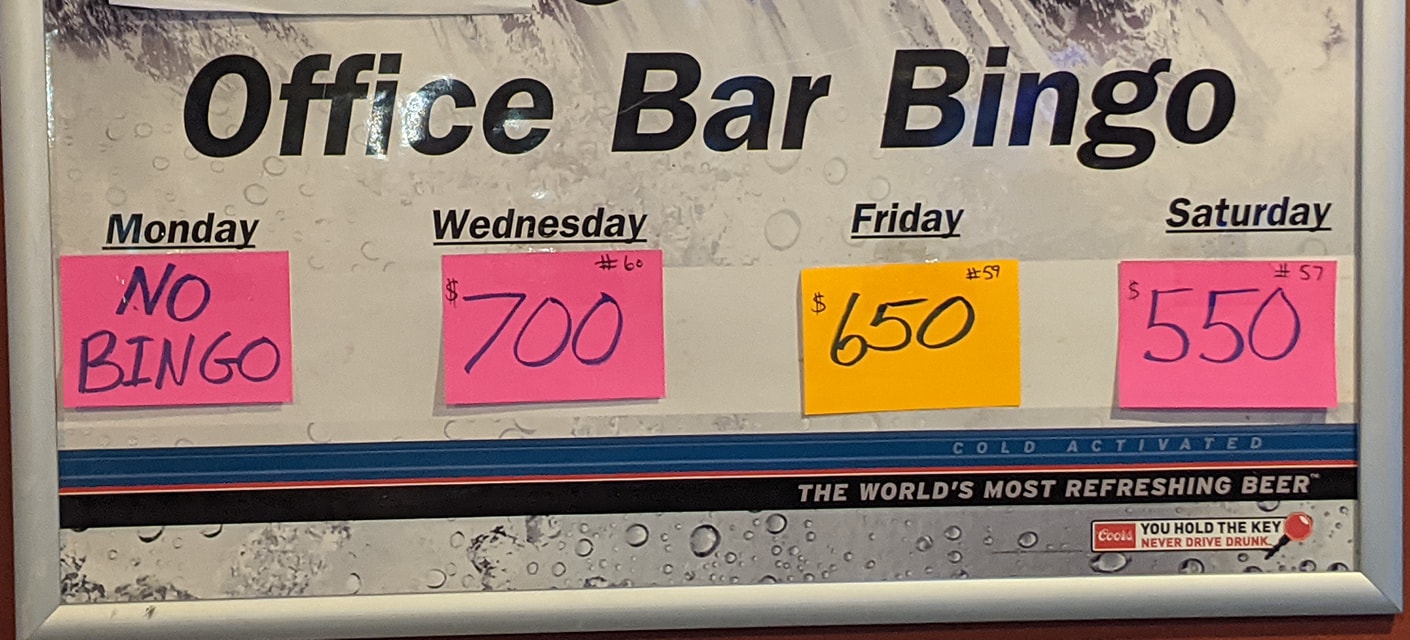 Office Bar Bingo
Monday
NO
BINGO
Wednesday
#60
$700
Friday
#59
$650
Saturday
#57
$550
COLD ACTIVATED
THE WORLD'S MOST REFRESHING BEER™
Coors
YOU HOLD THE KEY
NEVER DRIVE DRUNK.